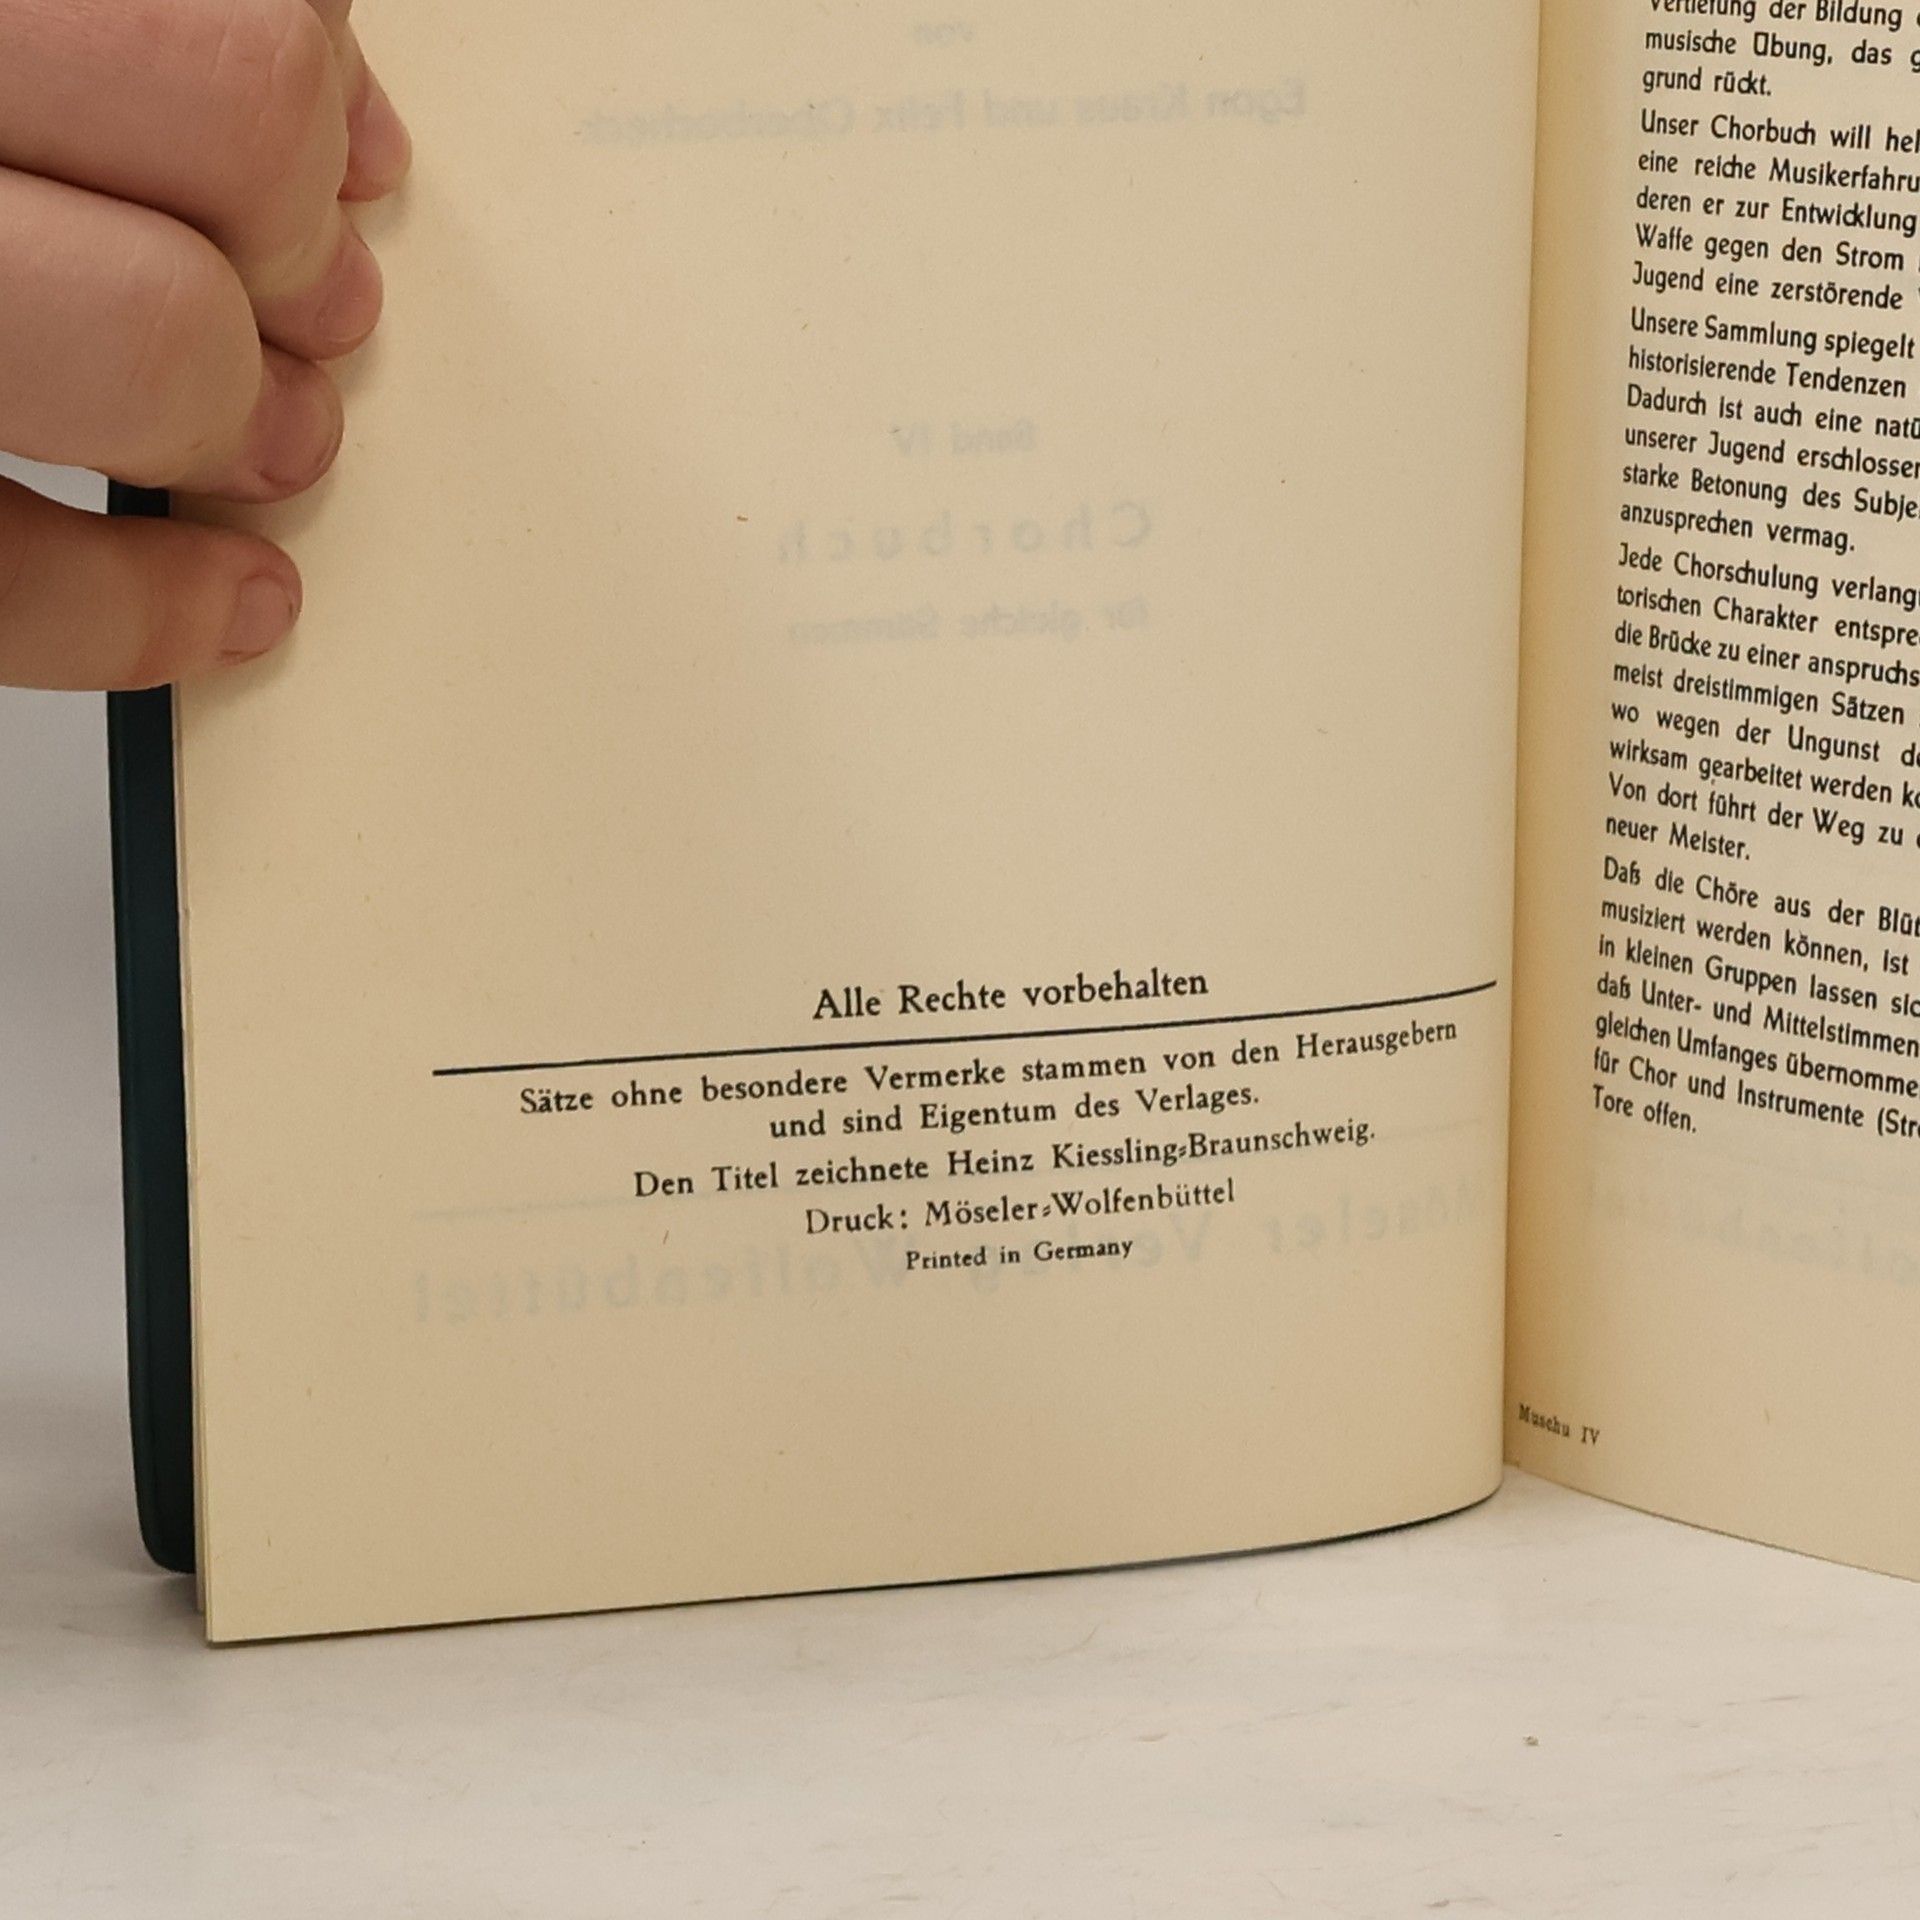 Alle Rechte vorbehalten
Sätze ohne besondere Vermerke stammen von den Herausgebern
und sind Eigentum des Verlages.
Den Titel zeichnete Heinz Kiessling-Braunschweig.
Druck: Möseler-Wolfenbüttel
Printed in Germany
Vertiefung der Bildung
musische Übung, das
grund rückt.
Unser Chorbuch will
eine reiche
deren er zur Entwicklung
Waffe gegen den Strom
Jugend eine zerstörende
Unsere Sammlung spiegelt
historisierende Tendenzen
Dadurch ist auch eine
unserer Jugend
starke Betonung des
anzusprechen vermag.
Jede Chorschulung
torischen Charakter
die Brücke zu einer
meist dreistimmigen Sätzen
wo wegen der Ungunst
wirksam gearbeitet werden
Von dort führt der Weg zu
neuer Meister.
Daß die Chöre aus der
musiziert werden können, ist
in kleinen Gruppen lassen
daß Unter- und Mittelstimmen
gleichen Umfanges
für Chor und Instrumente
Tore offen.
Muschu IV